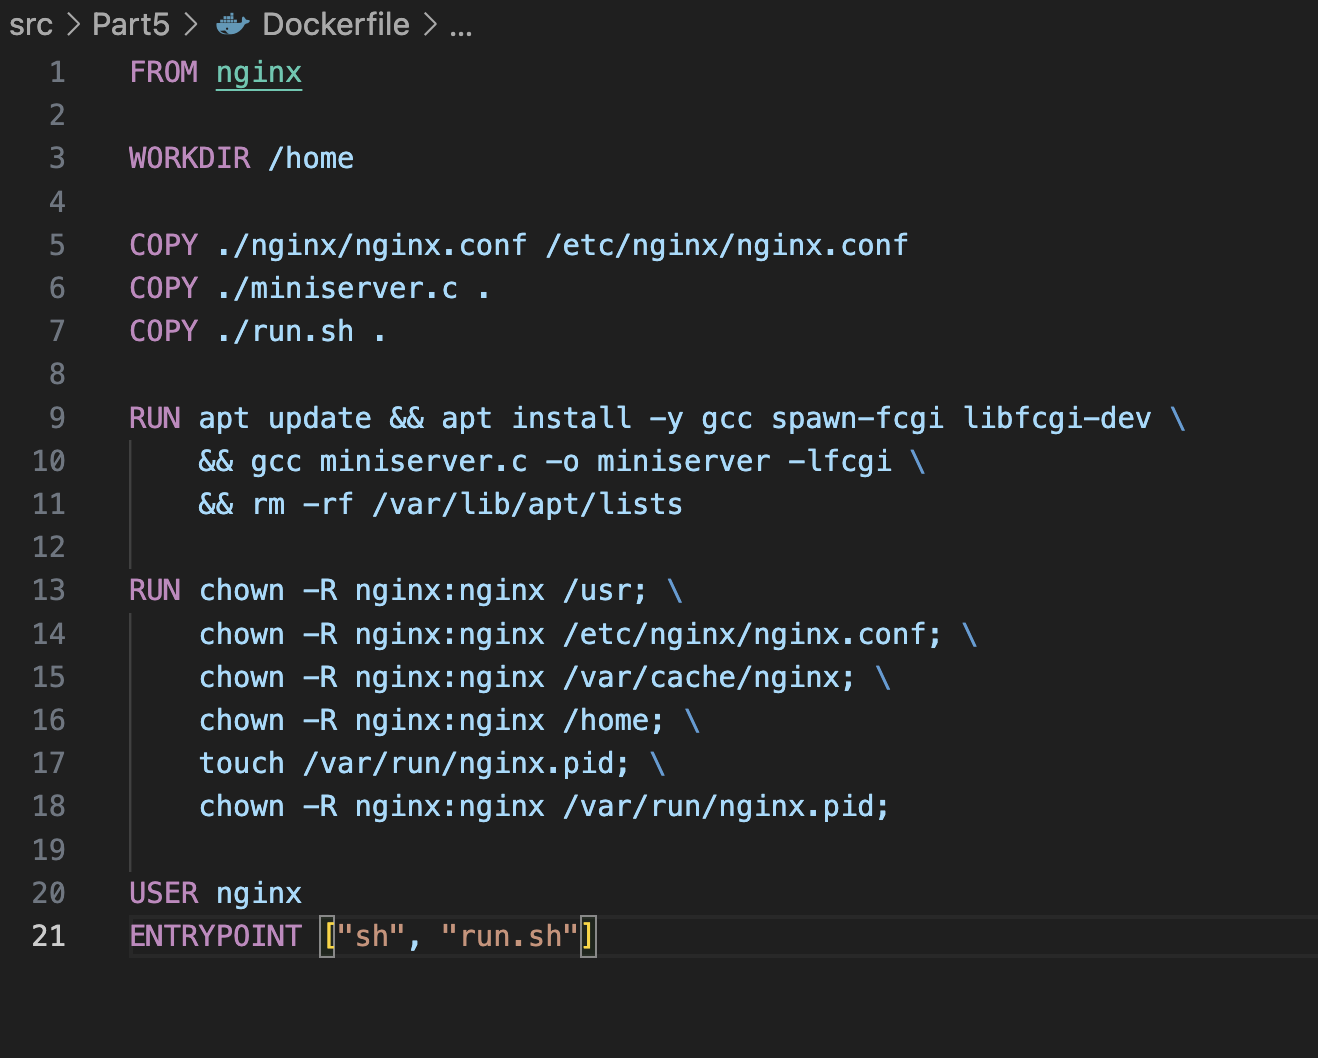 src > Part5 > Dockerfile > ...
1 FROM nginx
2
3 WORKDIR /home
4
5 COPY ./nginx/nginx.conf /etc/nginx/nginx.conf
6 COPY ./miniserver.c .
7 COPY ./run.sh .
8
9 RUN apt update && apt install -y gcc spawn-fcgi libfcgi-dev \
10     && gcc miniserver.c -o miniserver -lfcgi \
11     && rm -rf /var/lib/apt/lists
12
13 RUN chown -R nginx:nginx /usr; \
14     chown -R nginx:nginx /etc/nginx/nginx.conf; \
15     chown -R nginx:nginx /var/cache/nginx; \
16     chown -R nginx:nginx /home; \
17     touch /var/run/nginx.pid; \
18     chown -R nginx:nginx /var/run/nginx.pid;
19
20 USER nginx
21 ENTRYPOINT ["sh", "run.sh"]